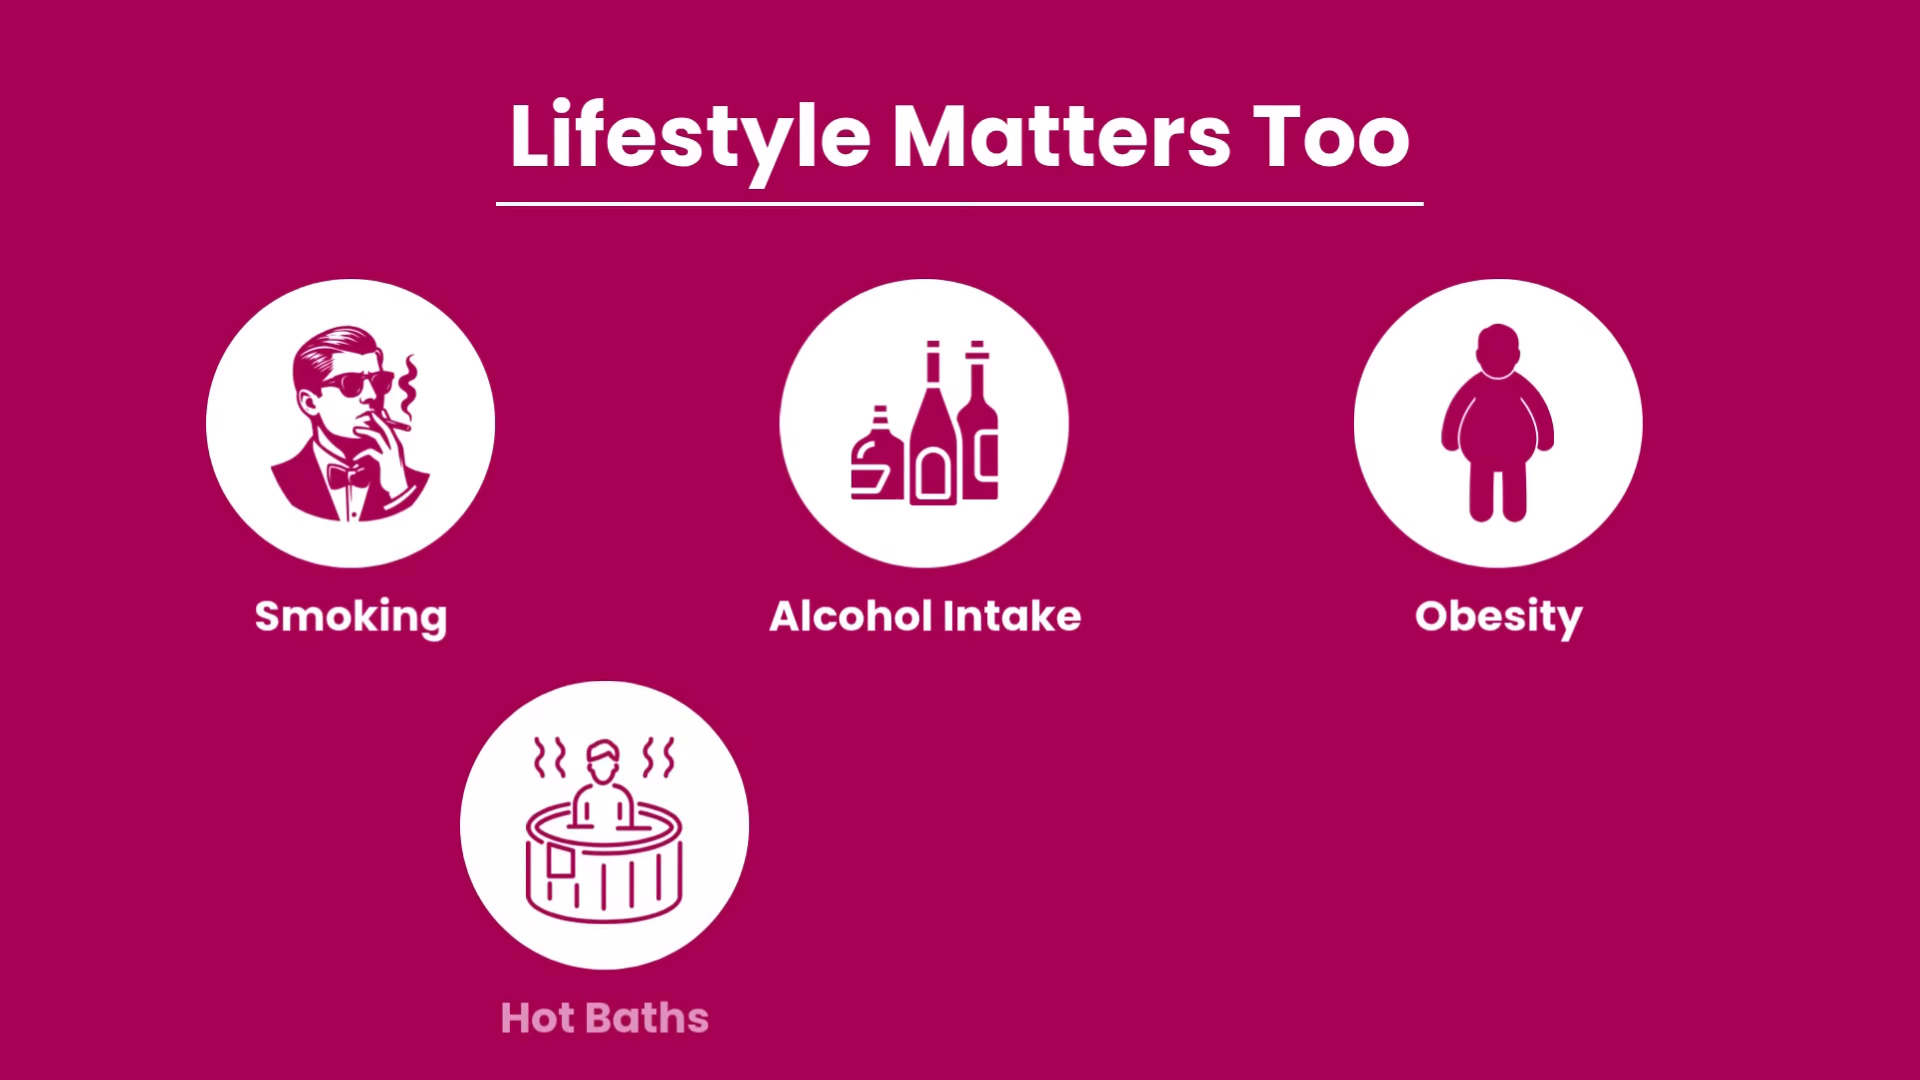 Lifestyle Matters Too
Smoking
Alcohol Intake
Obesity
Hot Baths